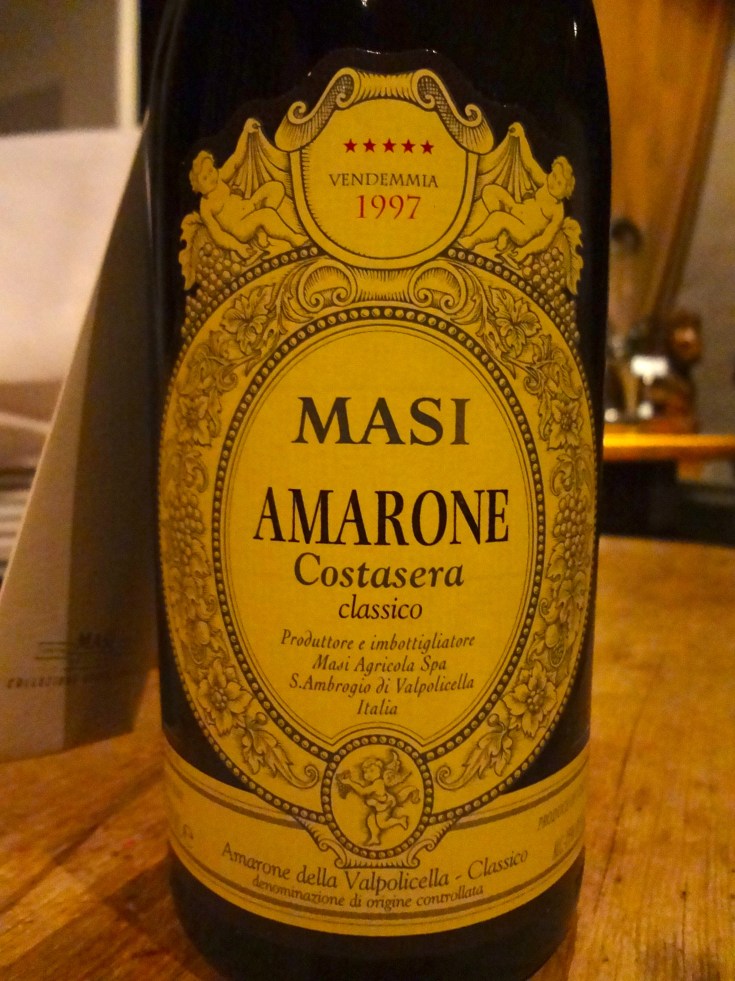 ★★★★★
VENDEMMIA
1997
MASI
AMARONE
Costasera
classico
Produttore e imbottigliatore
Masi Agricola Spa
S.Ambrogio di Valpolicella
Italia
Amarone della Valpolicella - Classico
denominazione di origine controllata
MASI